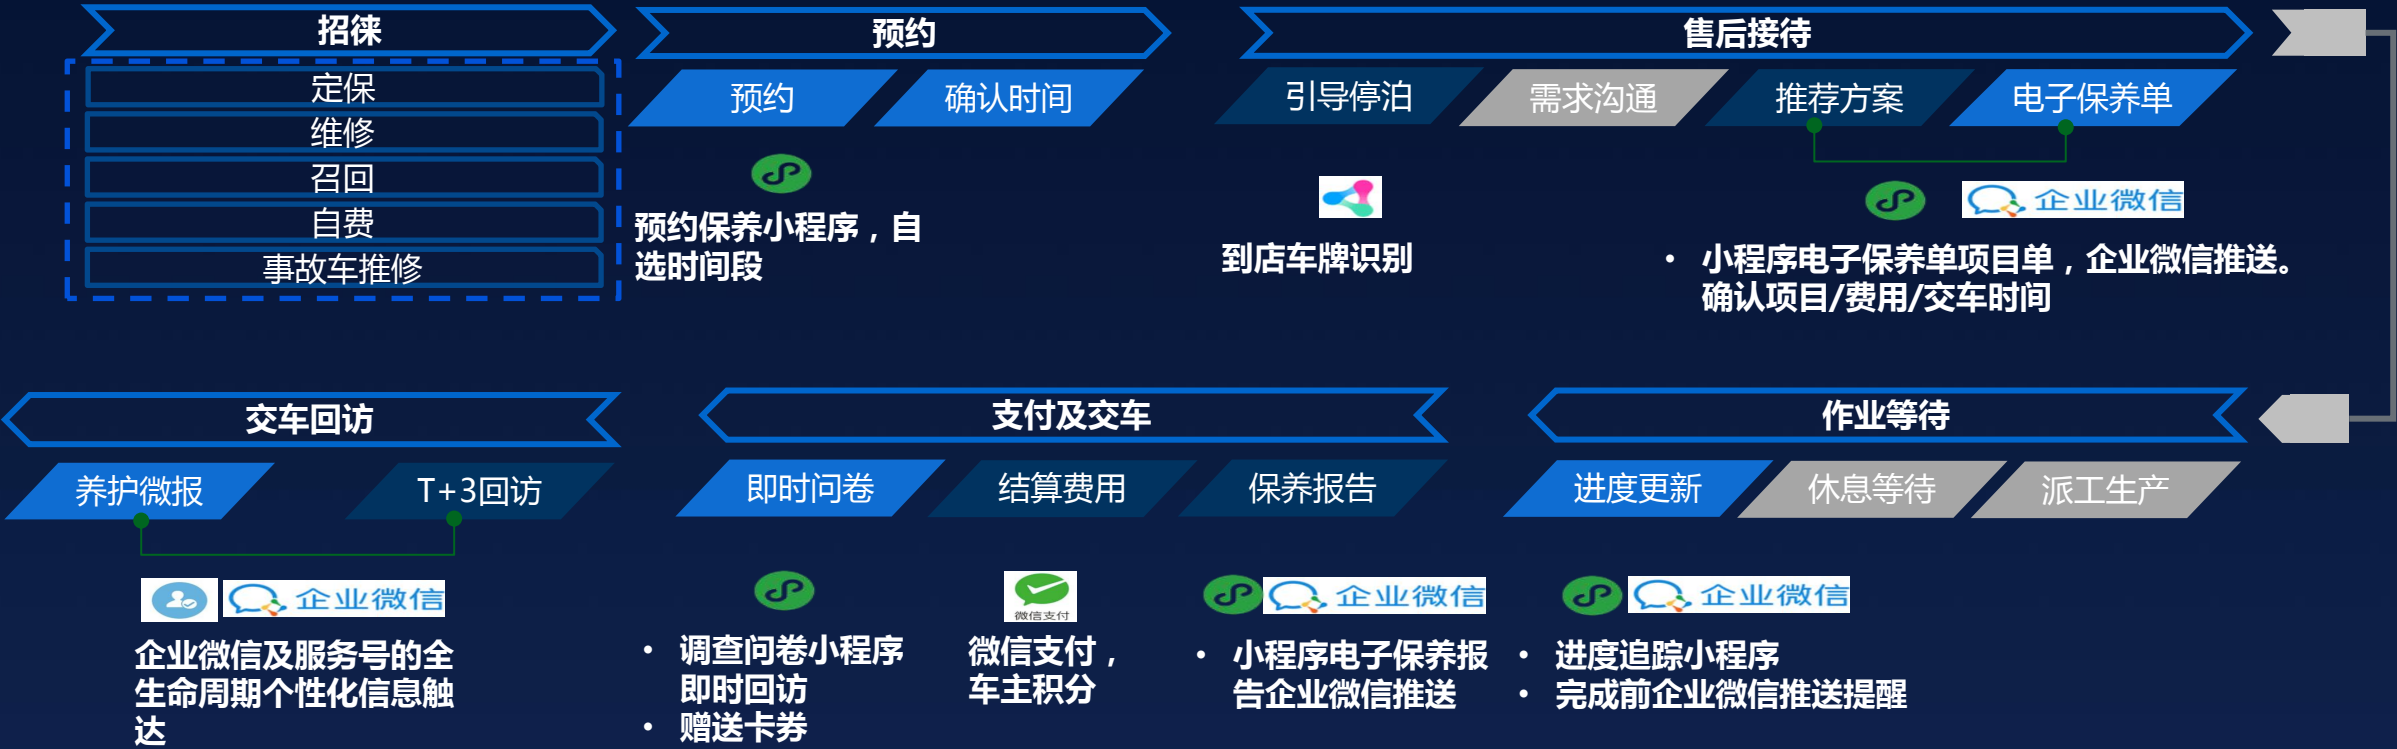 招徕
定保
维修
召回
自费
事故车推修
预约
预约
确认时间
预约保养小程序，自
选时间段
售后接待
引导停泊
需求沟通
推荐方案
电子保养单
到店车牌识别
企业微信
• 小程序电子保养单项目单，企业微信推送。
确认项目/费用/交车时间
交车回访
养护微报
T+3回访
企业微信
企业微信及服务号的全
生命周期个性化信息触
达
支付及交车
即时问卷
结算费用
保养报告
• 调查问卷小程序
即时回访
• 赠送卡券
微信支付
微信支付，
车主积分
企业微信
• 小程序电子保养报
告企业微信推送
作业等待
进度更新
休息等待
派工生产
企业微信
• 进度追踪小程序
• 完成前企业微信推送提醒